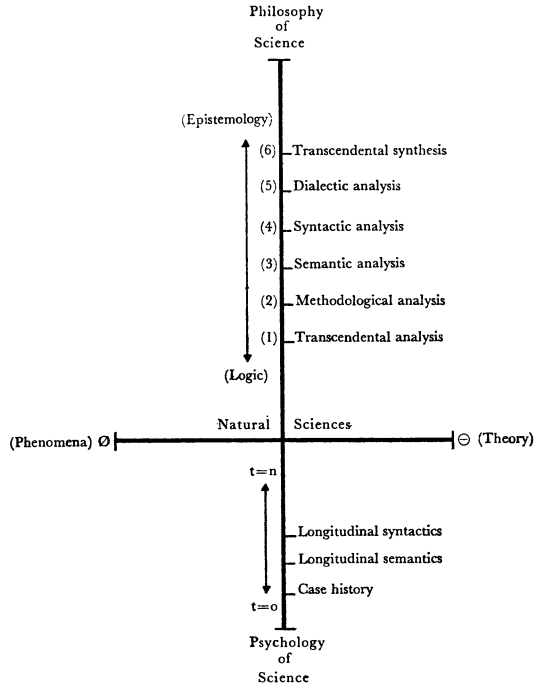 Philosophy
of
Science
(Epistemology)
(6) Transcendental synthesis
(5) Dialectic analysis
(4) Syntactic analysis
(3) Semantic analysis
(2) Methodological analysis
(1) Transcendental analysis
(Logic)
Natural Sciences
(Phenomena) Ø ⊖ (Theory)
t=n
Longitudinal syntactics
Longitudinal semantics
Case history
t=o
Psychology
of
Science